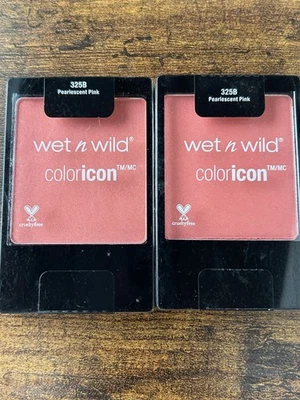 325B
Pearlescent Pink
wet n wild®
coloricon™/MC
crueltyfree
325B
Pearlescent Pink
wet n wild®
coloricon™/MC
crueltyfree